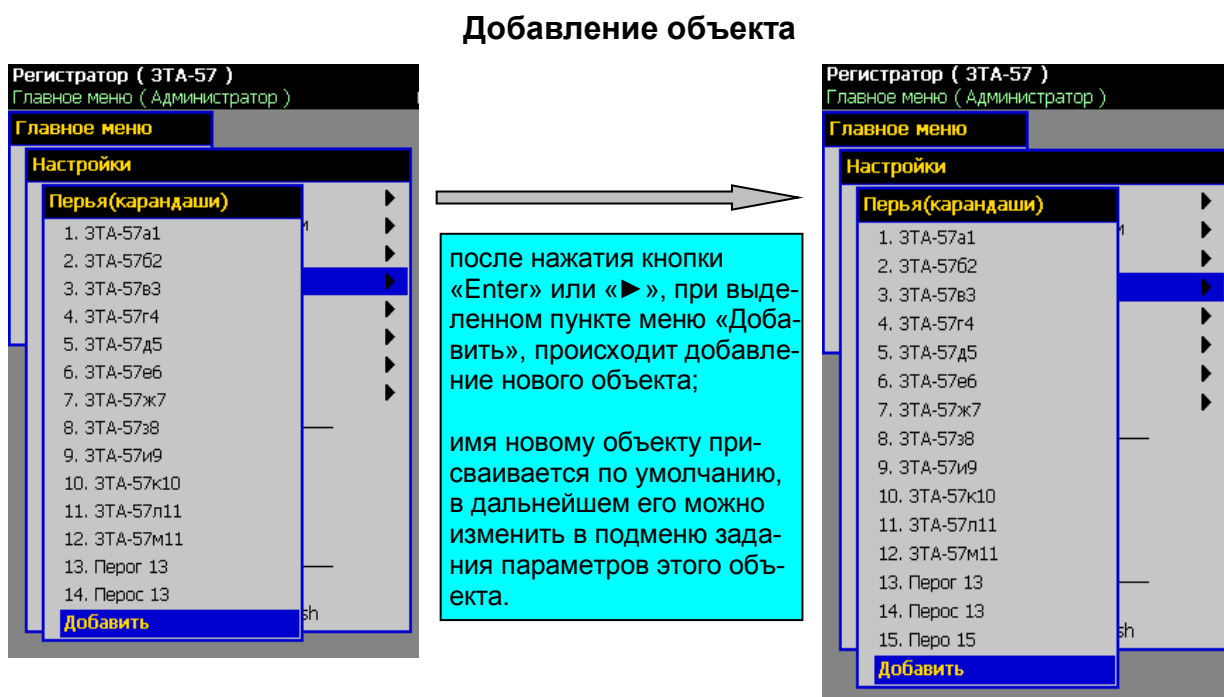 Добавление объекта
Регистратор ( ЗТА-57 )
Главное меню ( Администратор )
Главное меню
Настройки
Перья(карандаши)
1. ЗТА-57а1
2. ЗТА-57б2
3. ЗТА-57в3
4. ЗТА-57г4
5. ЗТА-57д5
6. ЗТА-57е6
7. ЗТА-57ж7
8. ЗТА-57з8
9. ЗТА-57и9
10. ЗТА-57к10
11. ЗТА-57л11
12. ЗТА-57м11
13. Перог 13
14. Перос 13
Добавить
sh
после нажатия кнопки
«Enter» или «►», при выде-
ленном пункте меню «Доба-
вить», происходит добавле-
ние нового объекта;
имя новому объекту при-
сваивается по умолчанию,
в дальнейшем его можно
изменить в подменю зада-
ния параметров этого объ-
екта.
Регистратор ( ЗТА-57 )
Главное меню ( Администратор )
Главное меню
Настройки
Перья(карандаши)
1. ЗТА-57а1
2. ЗТА-57б2
3. ЗТА-57в3
4. ЗТА-57г4
5. ЗТА-57д5
6. ЗТА-57е6
7. ЗТА-57ж7
8. ЗТА-57з8
9. ЗТА-57и9
10. ЗТА-57к10
11. ЗТА-57л11
12. ЗТА-57м11
13. Перог 13
14. Перос 13
15. Перо 15
Добавить
sh